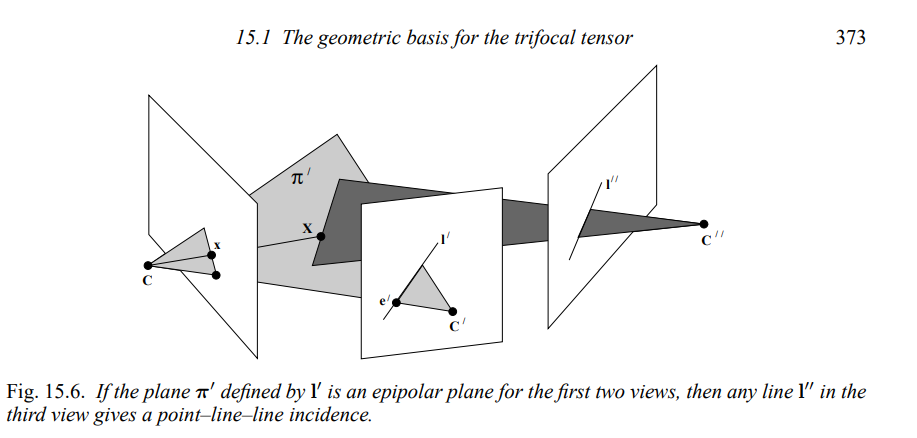 15.1 The geometric basis for the trifocal tensor 373
π′
X
l″
x
C
l′
e′
C′
C″
Fig. 15.6. If the plane π′ defined by l′ is an epipolar plane for the first two views, then any line l″ in the
third view gives a point–line–line incidence.